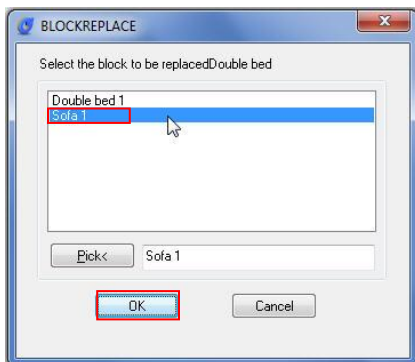 BLOCKREPLACE
Select the block to be replacedDouble bed
Double bed 1
Sofa 1
Pick< Sofa 1
OK Cancel